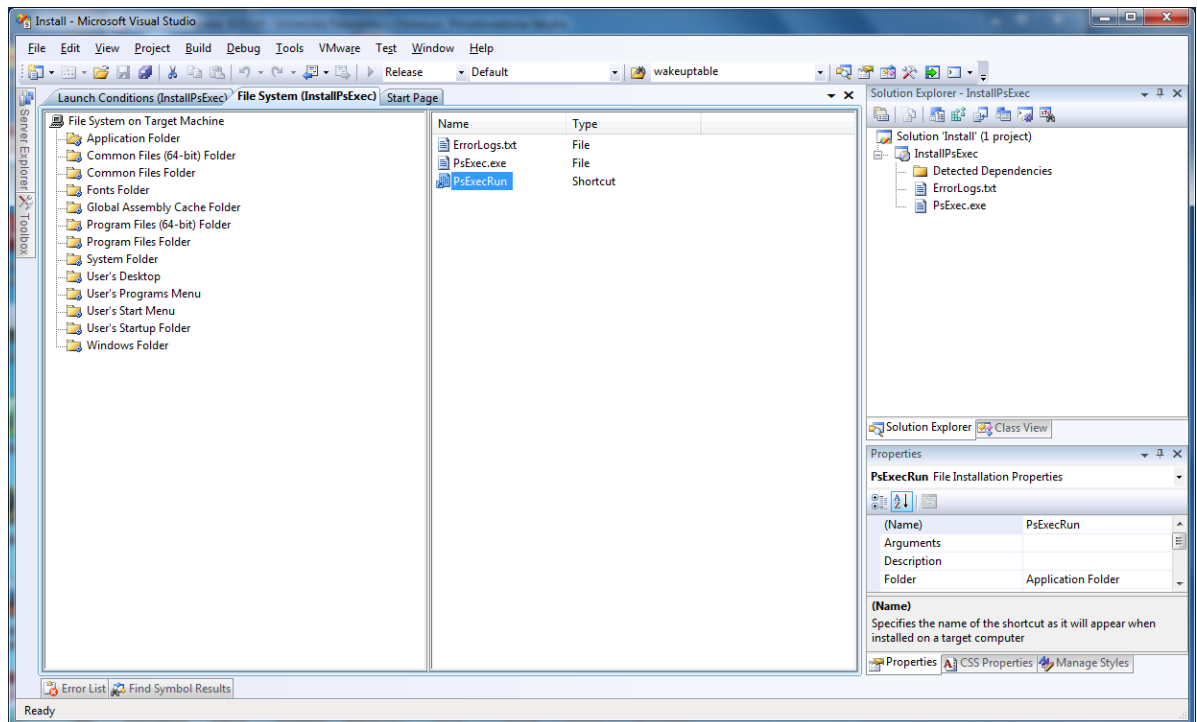 Install - Microsoft Visual Studio
File Edit View Project Build Debug Tools VMware Test Window Help
Release Default wakeuptable
Server Explorer
Toolbox
Launch Conditions (InstallPsExec) File System (InstallPsExec) Start Page
File System on Target Machine
Application Folder
Common Files (64-bit) Folder
Common Files Folder
Fonts Folder
Global Assembly Cache Folder
Program Files (64-bit) Folder
Program Files Folder
System Folder
User's Desktop
User's Programs Menu
User's Start Menu
User's Startup Folder
Windows Folder
Name Type
ErrorLogs.txt File
PsExec.exe File
PsExecRun Shortcut
Solution Explorer - InstallPsExec
Solution 'Install' (1 project)
InstallPsExec
Detected Dependencies
ErrorLogs.txt
PsExec.exe
Solution Explorer Class View
Properties
PsExecRun File Installation Properties
(Name) PsExecRun
Arguments
Description
Folder Application Folder
(Name)
Specifies the name of the shortcut as it will appear when
installed on a target computer
Properties CSS Properties Manage Styles
Error List Find Symbol Results
Ready